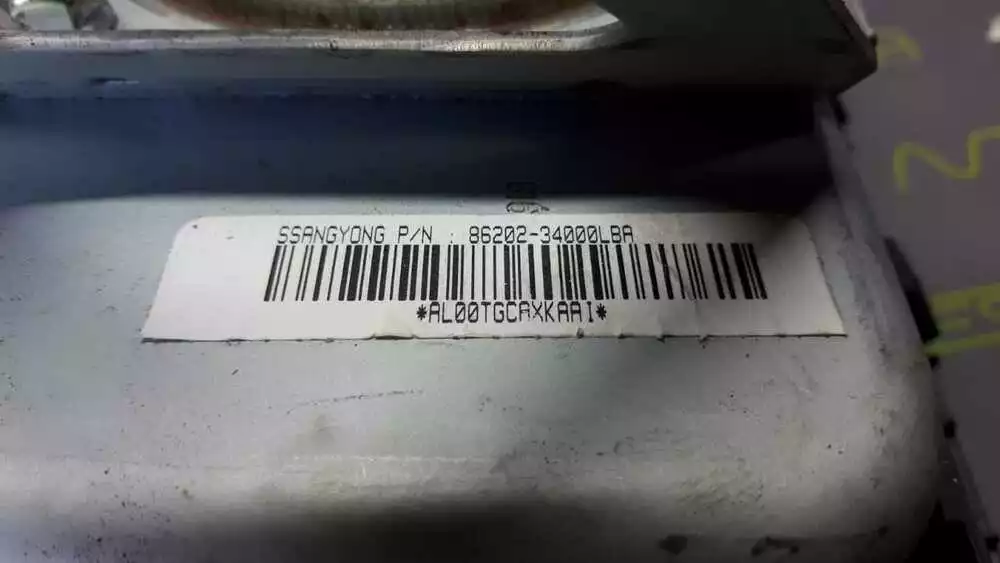 SSANGYONG P/N : 86202-34000LBA
*AL00TGCAXKAAI*